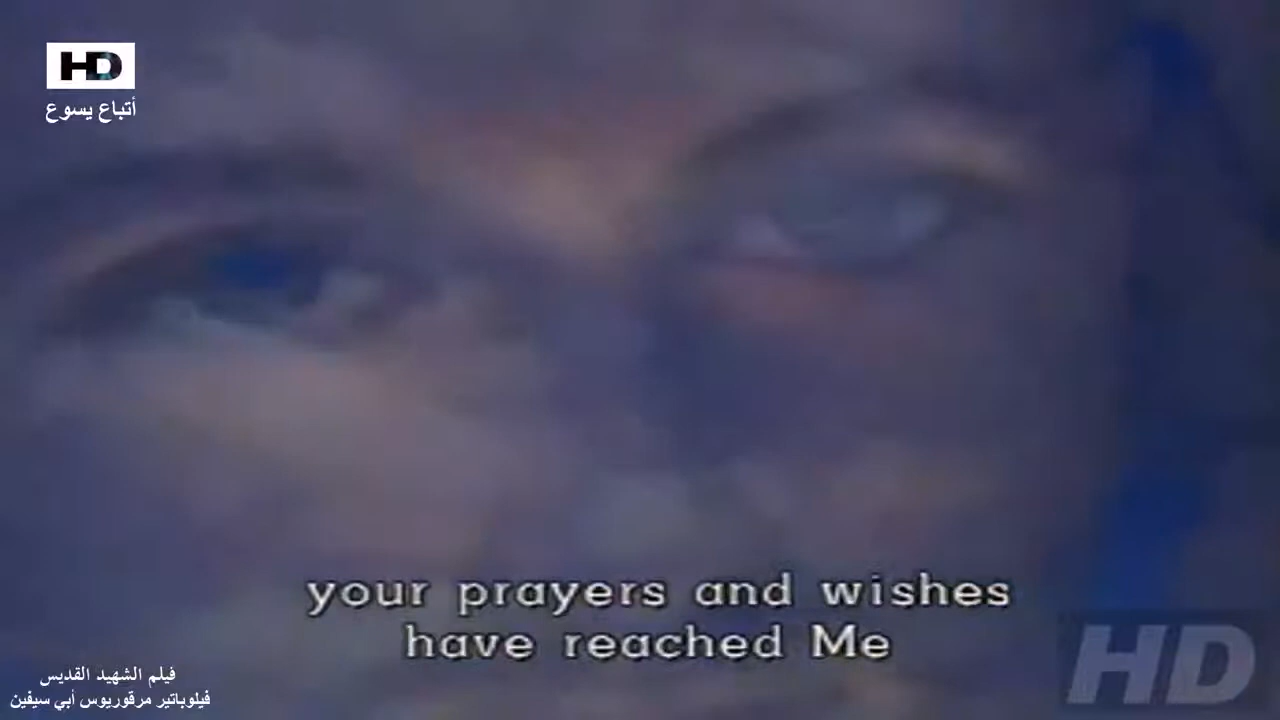 HD
أتباع يسوع
your prayers and wishes
have reached Me
HD
فيلم الشهيد القديس
فيلوباتير مرقوريوس أبي سيفين